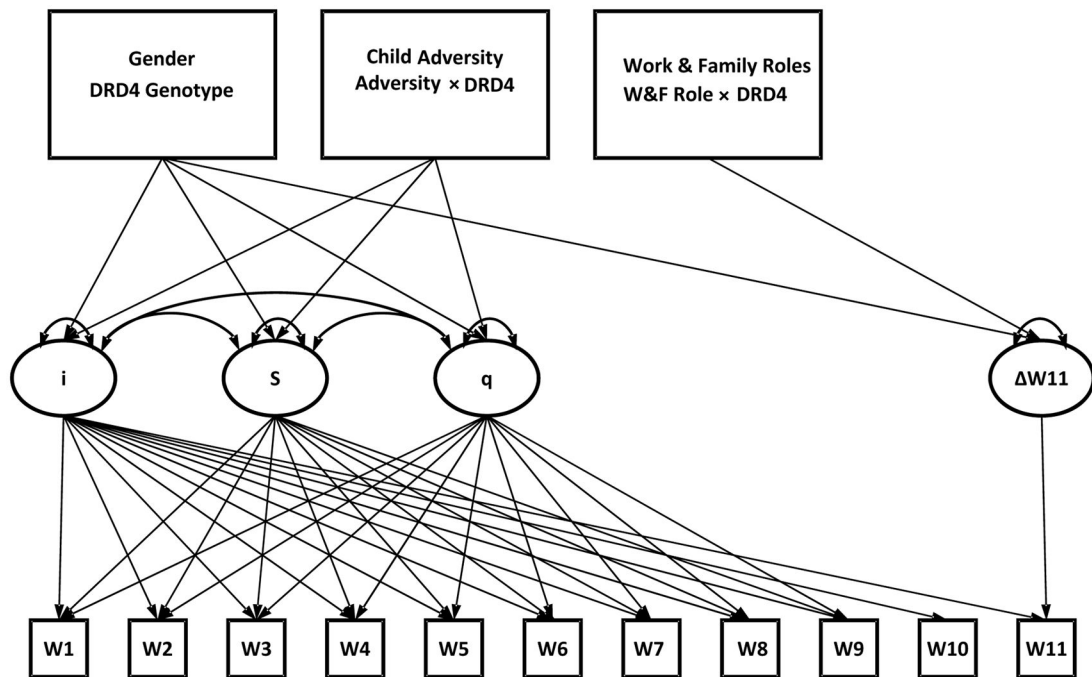 Gender
DRD4 Genotype
Child Adversity
Adversity × DRD4
Work & Family Roles
W&F Role × DRD4
i
S
q
ΔW11
W1
W2
W3
W4
W5
W6
W7
W8
W9
W10
W11